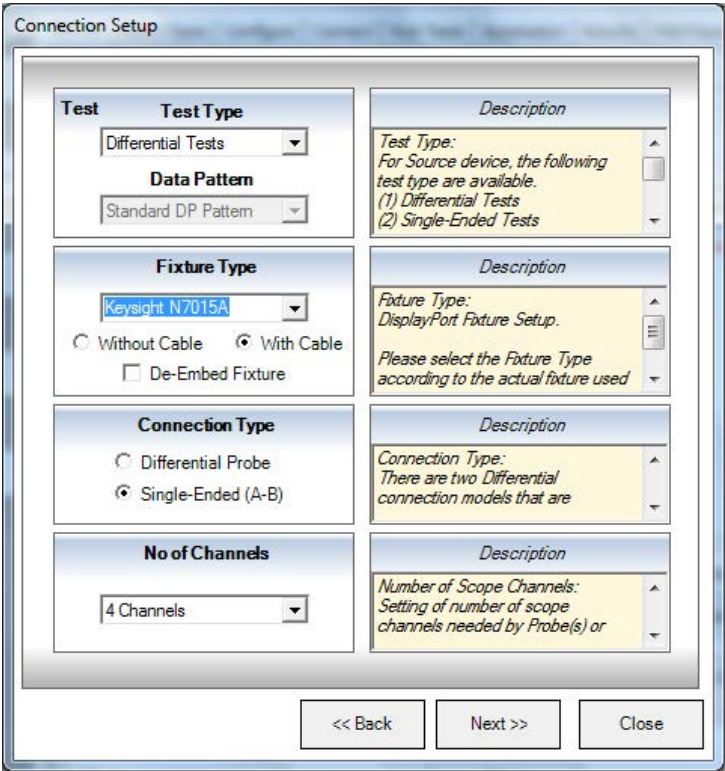 Connection Setup
Test
Test Type
Differential Tests
Data Pattern
Standard DP Pattern
Description
Test Type:
For Source device, the following
test type are available.
(1) Differential Tests
(2) Single-Ended Tests
Fixture Type
Keysight N7015A
Without Cable
With Cable
De-Embed Fixture
Description
Fixture Type:
DisplayPort Fixture Setup.
Please select the Fixture Type
according to the actual fixture used
Connection Type
Differential Probe
Single-Ended (A-B)
Description
Connection Type:
There are two Differential
connection models that are
No of Channels
4 Channels
Description
Number of Scope Channels:
Setting of number of scope
channels needed by Probe(s) or
<< Back
Next >>
Close